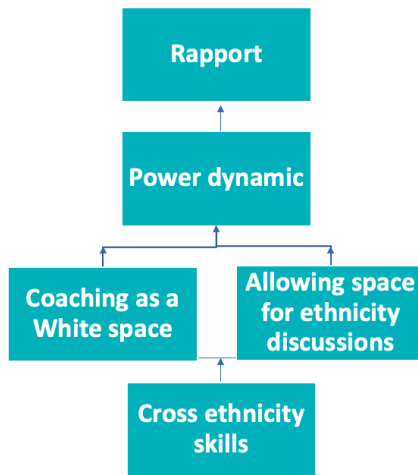 Rapport
Power dynamic
Coaching as a
White space
Allowing space
for ethnicity
discussions
Cross ethnicity
skills